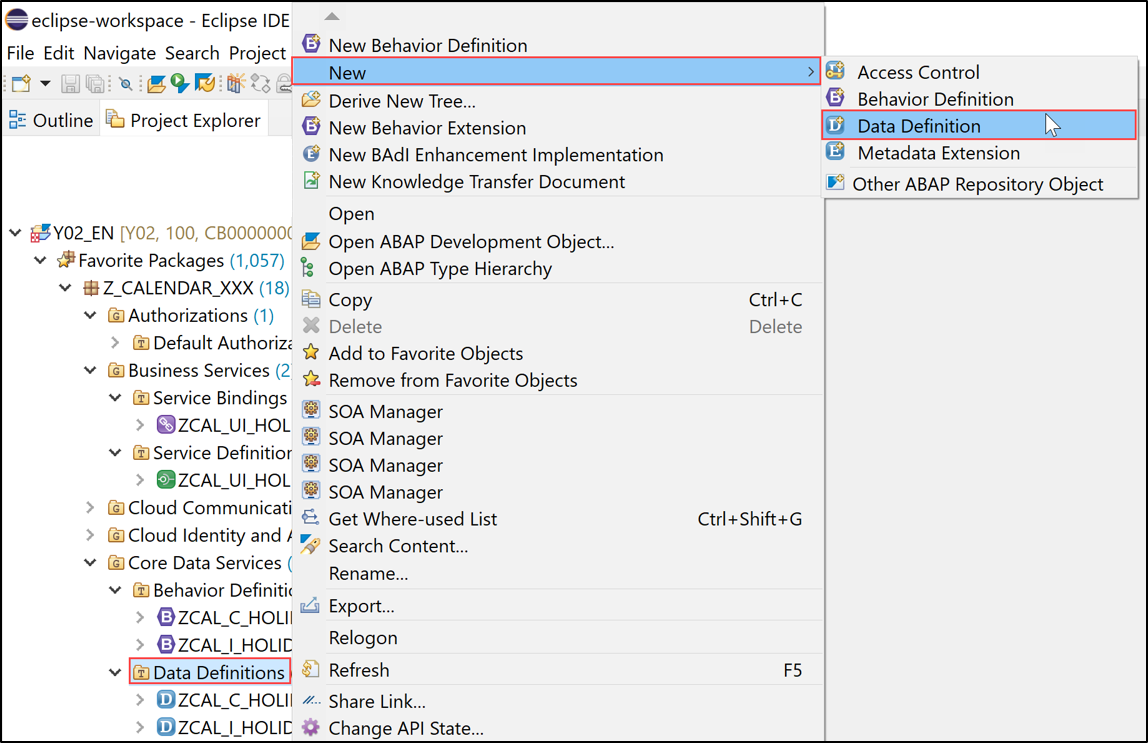 eclipse-workspace - Eclipse IDE
File Edit Navigate Search Project
Outline
Project Explorer
Y02_EN [Y02, 100, CB0000000
Favorite Packages (1,057)
Z_CALENDAR_XXX (18)
Authorizations (1)
Default Authoriza
Business Services (2
Service Bindings
ZCAL_UI_HOL
Service Definition
ZCAL_UI_HOL
Cloud Communicati
Cloud Identity and A
Core Data Services (
Behavior Definitio
ZCAL_C_HOLI
ZCAL_I_HOLID
Data Definitions
ZCAL_C_HOLI
ZCAL_I_HOLID
New Behavior Definition
New
Derive New Tree...
New Behavior Extension
New BAdI Enhancement Implementation
New Knowledge Transfer Document
Open
Open ABAP Development Object...
Open ABAP Type Hierarchy
Copy Ctrl+C
Delete Delete
Add to Favorite Objects
Remove from Favorite Objects
SOA Manager
SOA Manager
SOA Manager
SOA Manager
Get Where-used List Ctrl+Shift+G
Search Content...
Rename...
Export...
Relogon
Refresh F5
Share Link...
Change API State...
Access Control
Behavior Definition
Data Definition
Metadata Extension
Other ABAP Repository Object